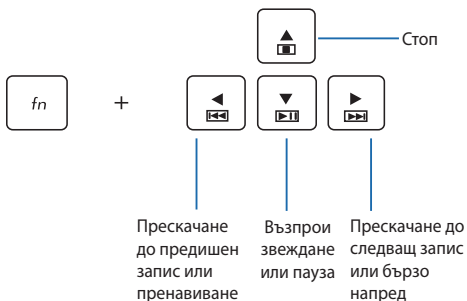 Стоп
fn
+
Прескачане
до предишен
запис или
пренавиване
Възпрои
звеждане
или пауза
Прескачане до
следващ запис
или бързо
напред